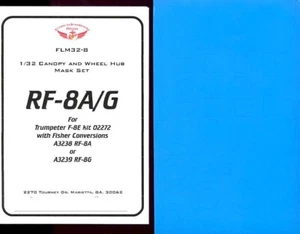 FLM32-8
1/32 Canopy and Wheel Hub
Mask Set
RF-8A/G
For
Trumpeter F-8E kit 02272
with Fisher Conversions
A3238 RF-8A
or
A3239 RF-8G
2270 Tourney Dr. Marietta, GA. 30062